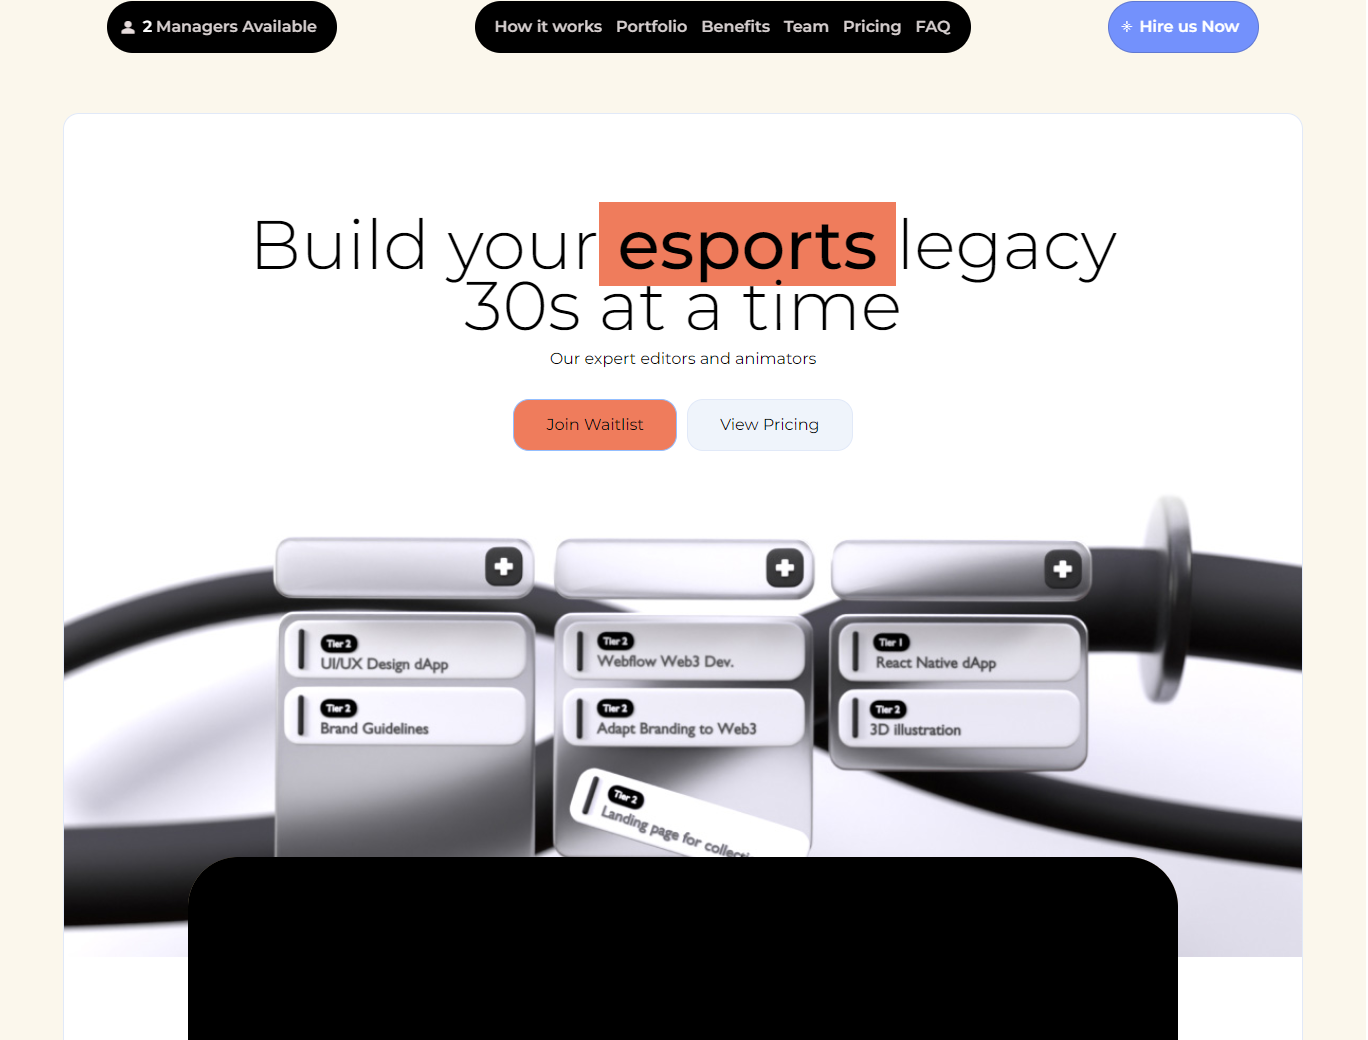 2 Managers Available
How it works Portfolio Benefits Team Pricing FAQ
Hire us Now
Build your esports legacy
30s at a time
Our expert editors and animators
Join Waitlist
View Pricing
Tier 2
UI/UX Design dApp
Tier 2
Brand Guidelines
Tier 2
Webflow Web3 Dev.
Tier 2
Adapt Branding to Web3
Tier 2
Landing page for collecti
Tier 1
React Native dApp
Tier 2
3D illustration